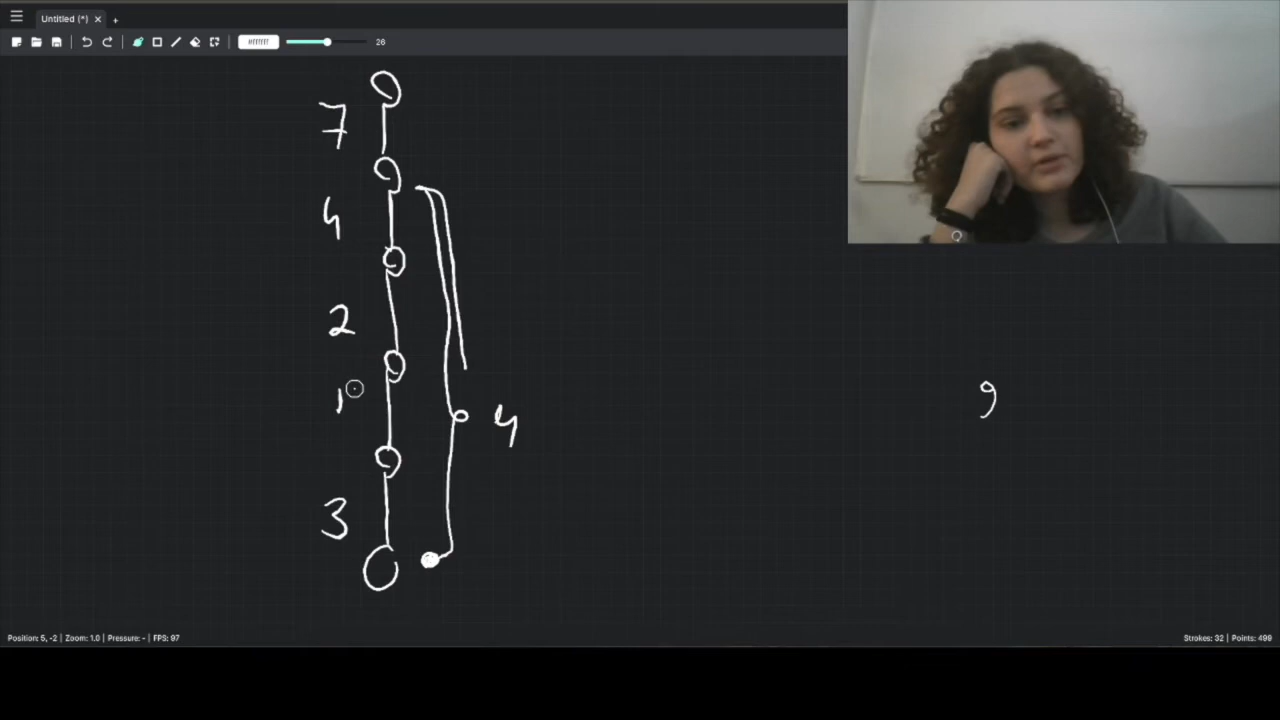 Untitled (*)
#ffffff 26
7
4
2
1
3
4
9
Position: 5, -2 | Zoom: 1.0 | Pressure: - | FPS: 97
Strokes: 32 | Points: 499